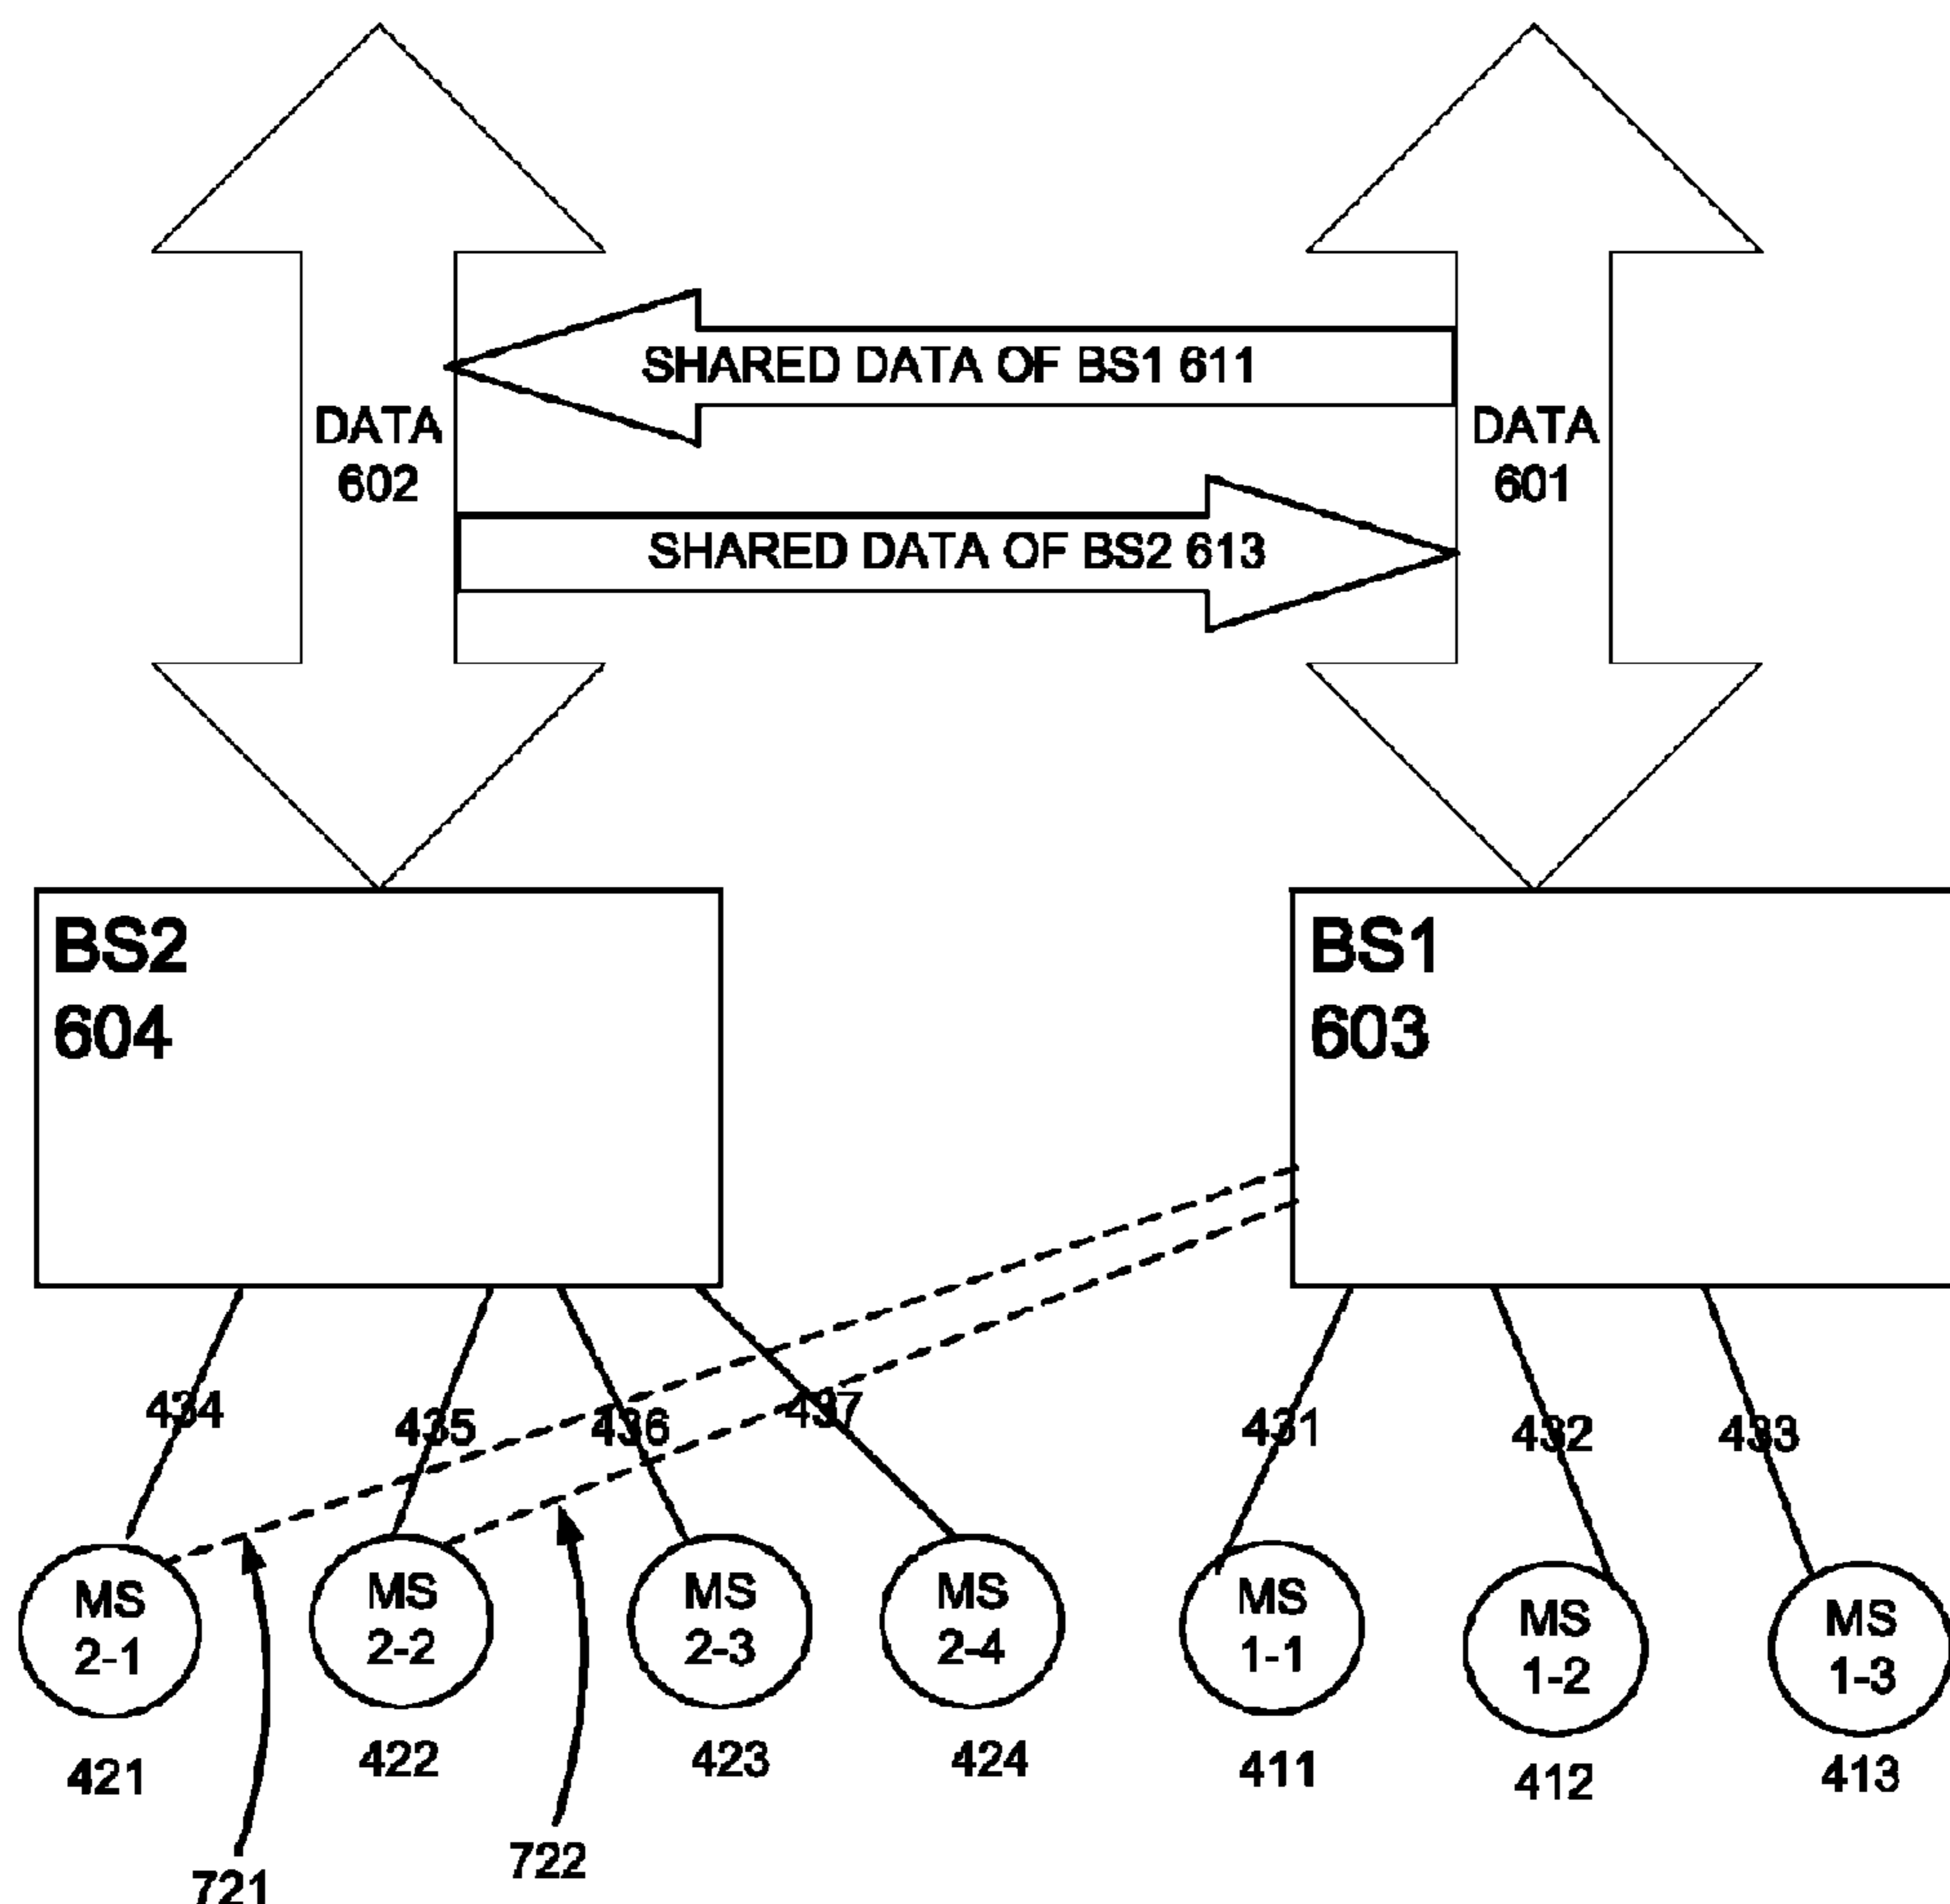 SHARED DATA OF BS1 611
DATA
602
DATA
601
SHARED DATA OF BS2 613
BS2
604
BS1
603
434
435
436
437
431
432
433
MS
2-1
MS
2-2
MS
2-3
MS
2-4
MS
1-1
MS
1-2
MS
1-3
421
422
423
424
411
412
413
721
722